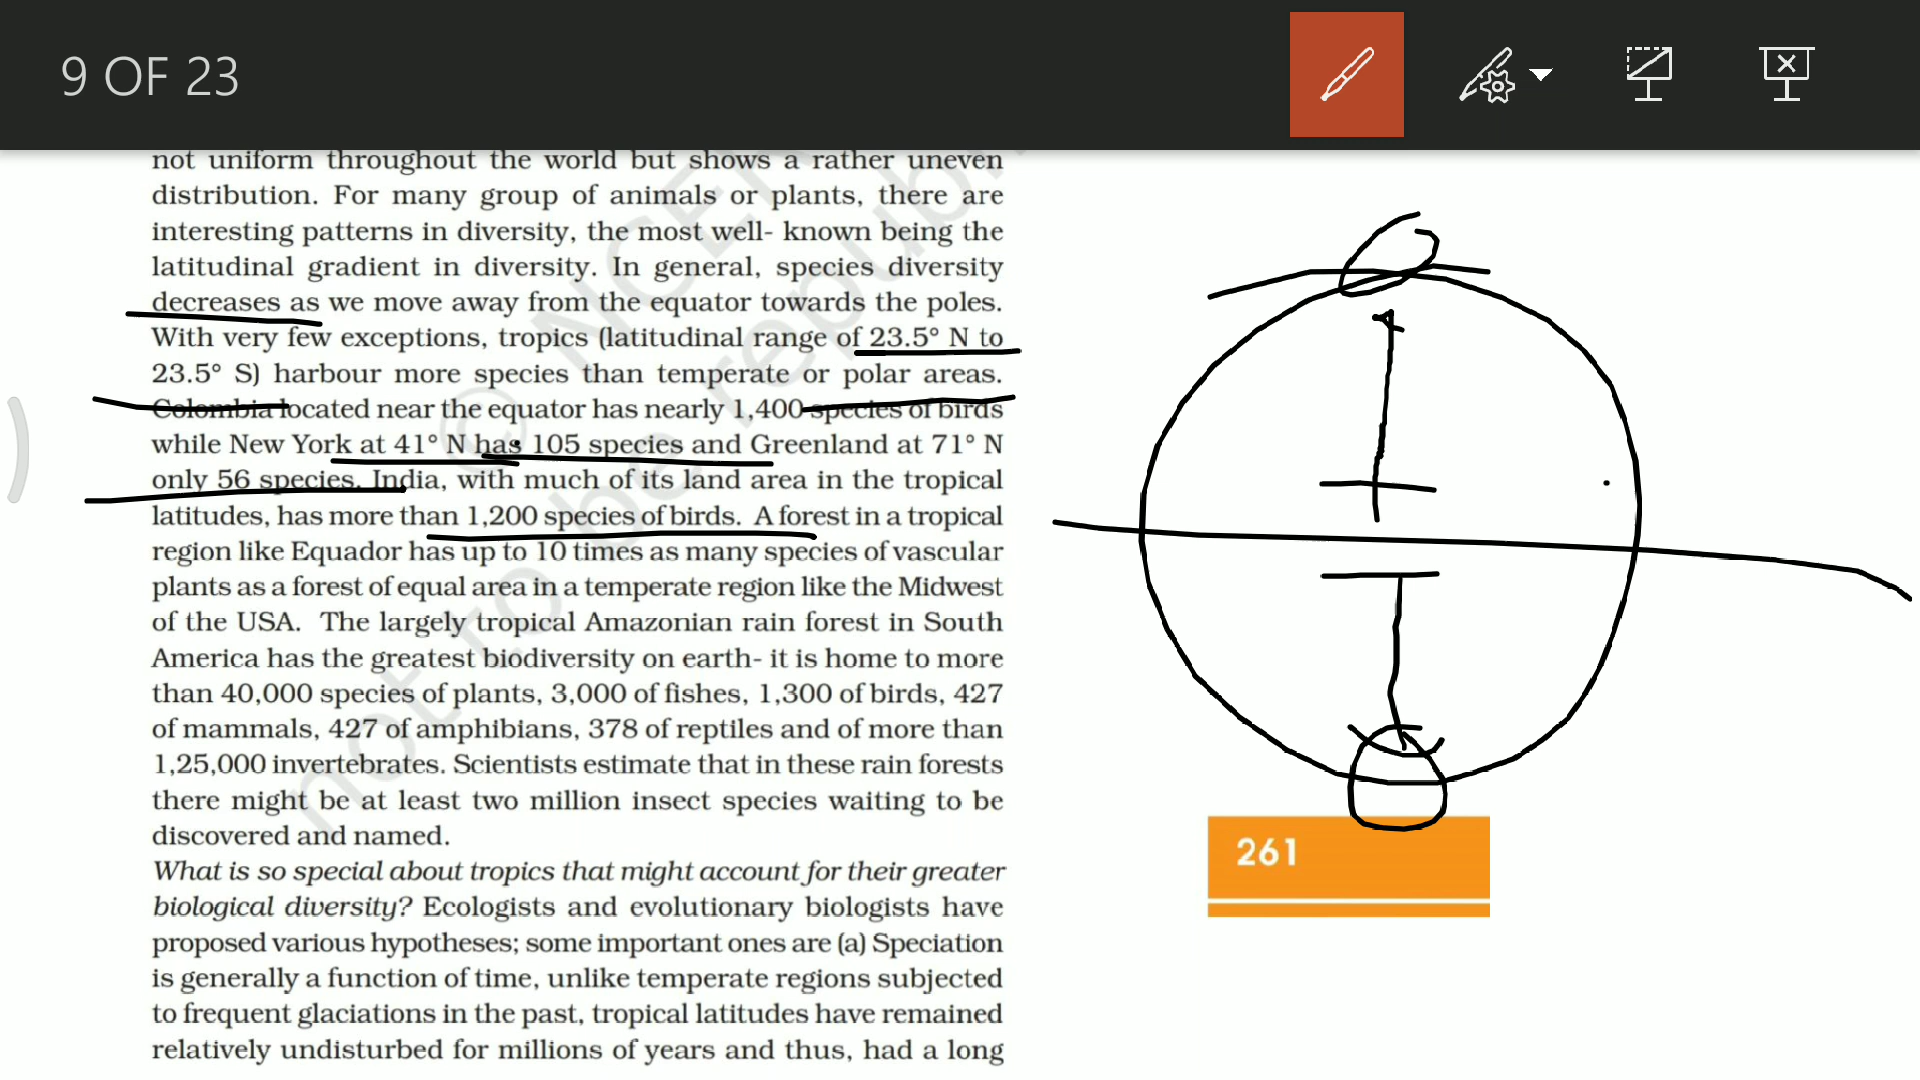 9 OF 23
not uniform throughout the world but shows a rather uneven
distribution. For many group of animals or plants, there are
interesting patterns in diversity, the most well- known being the
latitudinal gradient in diversity. In general, species diversity
decreases as we move away from the equator towards the poles.
With very few exceptions, tropics (latitudinal range of 23.5° N to
23.5° S) harbour more species than temperate or polar areas.
Colombia located near the equator has nearly 1,400 species of birds
while New York at 41° N has 105 species and Greenland at 71° N
only 56 species. India, with much of its land area in the tropical
latitudes, has more than 1,200 species of birds. A forest in a tropical
region like Equador has up to 10 times as many species of vascular
plants as a forest of equal area in a temperate region like the Midwest
of the USA. The largely tropical Amazonian rain forest in South
America has the greatest biodiversity on earth- it is home to more
than 40,000 species of plants, 3,000 of fishes, 1,300 of birds, 427
of mammals, 427 of amphibians, 378 of reptiles and of more than
1,25,000 invertebrates. Scientists estimate that in these rain forests
there might be at least two million insect species waiting to be
discovered and named.
What is so special about tropics that might account for their greater
biological diversity? Ecologists and evolutionary biologists have
proposed various hypotheses; some important ones are (a) Speciation
is generally a function of time, unlike temperate regions subjected
to frequent glaciations in the past, tropical latitudes have remained
relatively undisturbed for millions of years and thus, had a long
261
not to be republ